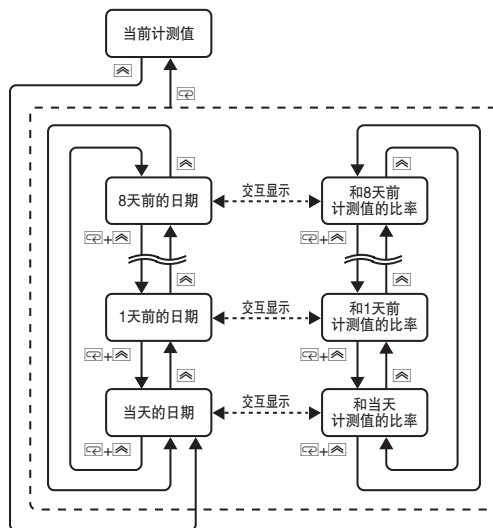 当前计测值
8天前的日期
交互显示
和8天前
计测值的比率
+
+
1天前的日期
交互显示
和1天前
计测值的比率
+
+
当天的日期
交互显示
和当天
计测值的比率
+
+